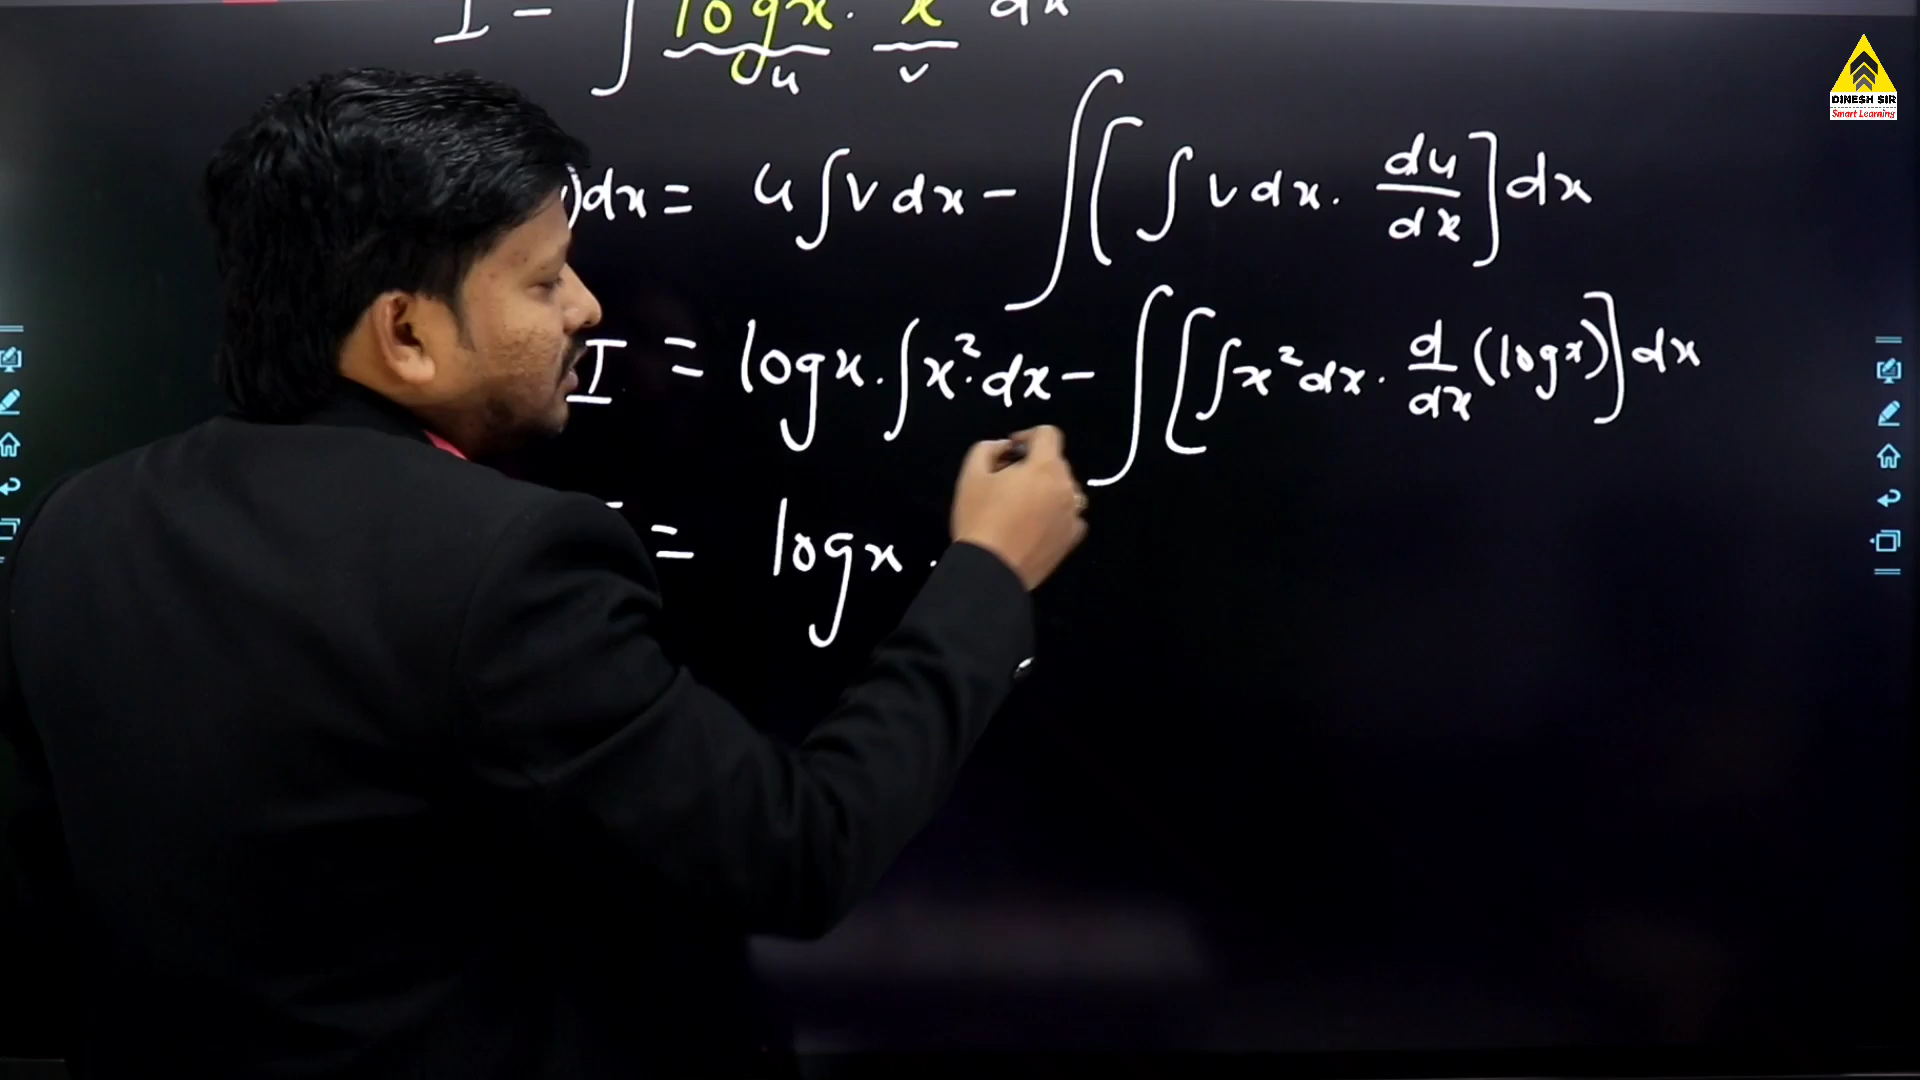 I = ∫ log x · x dx
u v
)dx = u∫v dx − ∫[∫v dx · du/dx] dx
I = log x · ∫x² · dx − ∫[∫x² dx · d/dx (log x)] dx
= log x ·
DINESH SIR
Smart Learning